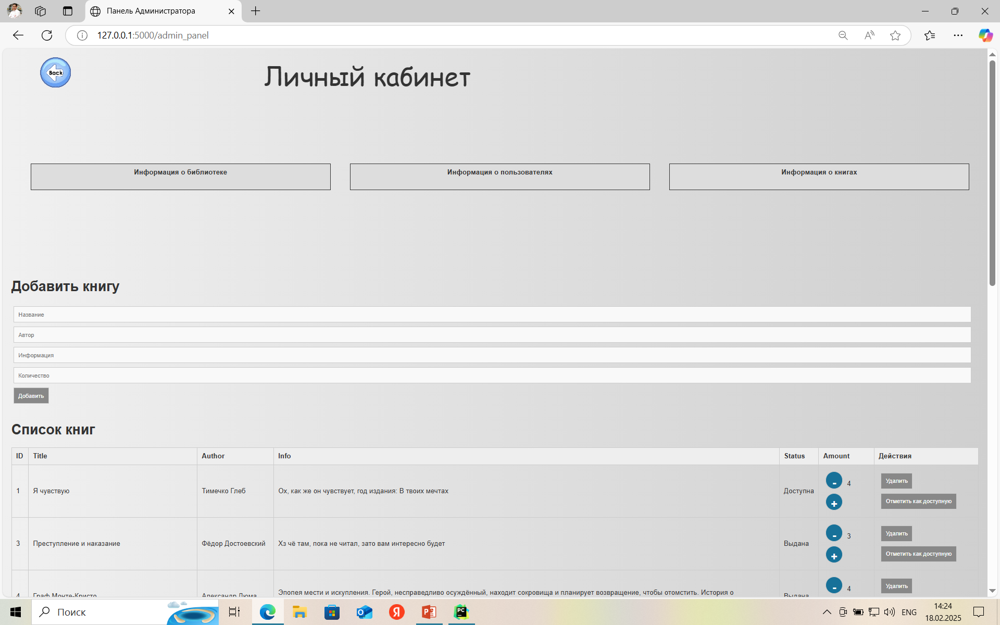 Панель Администратора
127.0.0.1:5000/admin_panel
Back
Личный кабинет
Информация о библиотеке
Информация о пользователях
Информация о книгах
Добавить книгу
Название
Автор
Информация
Количество
Добавить
Список книг
ID Title Author Info Status Amount Действия
1 Я чувствую Тимечко Глеб Ох, как же он чувствует, год издания: В твоих мечтах Доступна - 4 + Удалить Отметить как доступную
3 Преступление и наказание Фёдор Достоевский Хз чё там, пока не читал, зато вам интересно будет Выдана - 3 + Удалить Отметить как доступную
4 Граф Монте-Кристо Александр Дюма Эпопея мести и искупления. Герой, несправедливо осуждённый, находит сокровища и планирует возвращение, чтобы отомстить. История о Выдана - 4 Удалить
Поиск
PC
ENG
14:24
18.02.2025